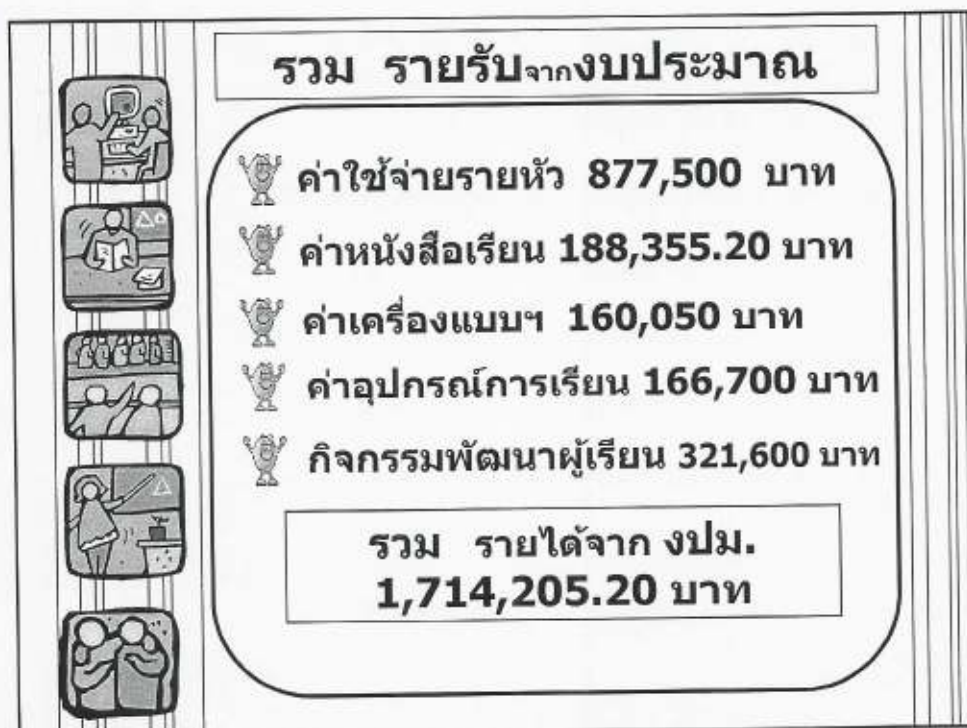 รวม รายรับจากงบประมาณ
ค่าใช้จ่ายรายหัว 877,500 บาท
ค่าหนังสือเรียน 188,355.20 บาท
ค่าเครื่องแบบฯ 160,050 บาท
ค่าอุปกรณ์การเรียน 166,700 บาท
กิจกรรมพัฒนาผู้เรียน 321,600 บาท
รวม รายได้จาก งปม.
1,714,205.20 บาท